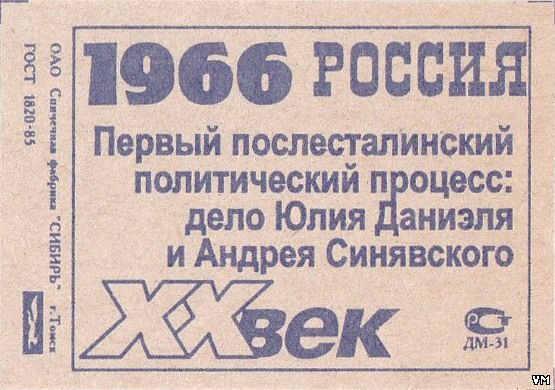 1966 РОССИЯ
Первый послесталинский
политический процесс:
дело Юлия Даниэля
и Андрея Синявского
XX век
РСТ
ДМ-31
ОАО Спичечная фабрика "СИБИРЬ" г.Томск
ГОСТ 1820-85
VM